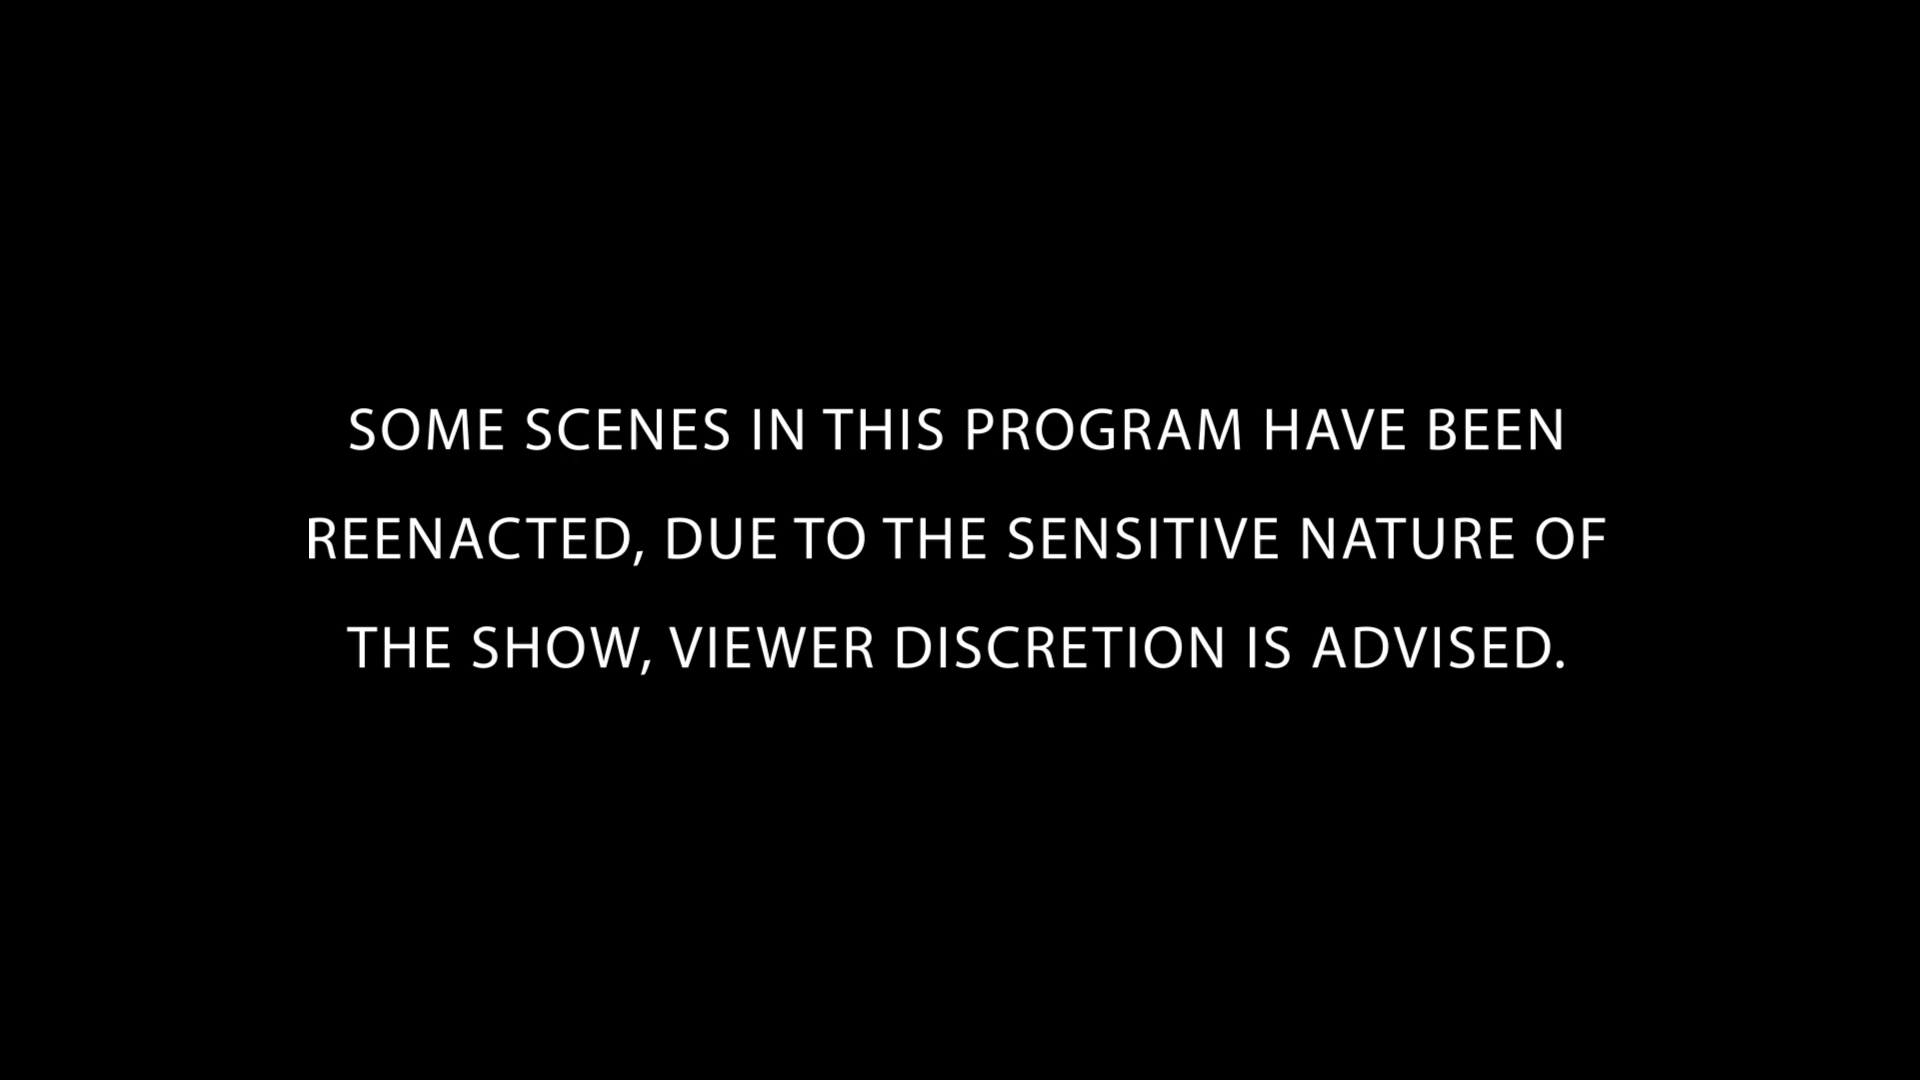 SOME SCENES IN THIS PROGRAM HAVE BEEN
REENACTED, DUE TO THE SENSITIVE NATURE OF
THE SHOW, VIEWER DISCRETION IS ADVISED.